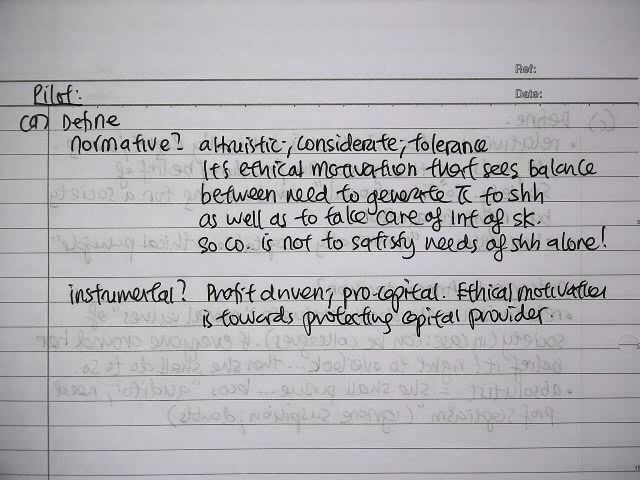 Ref:
Pilot:
Date:
(a) Define
normative? altruistic, considerate, tolerance
It's ethical motivation that sees balance
between need to generate π to shh
as well as to take care of int of sk.
so co. is not to satisfy needs of shh alone!
instrumental? Profit driven, pro-capital. Ethical motivation
is towards protecting capital provider.